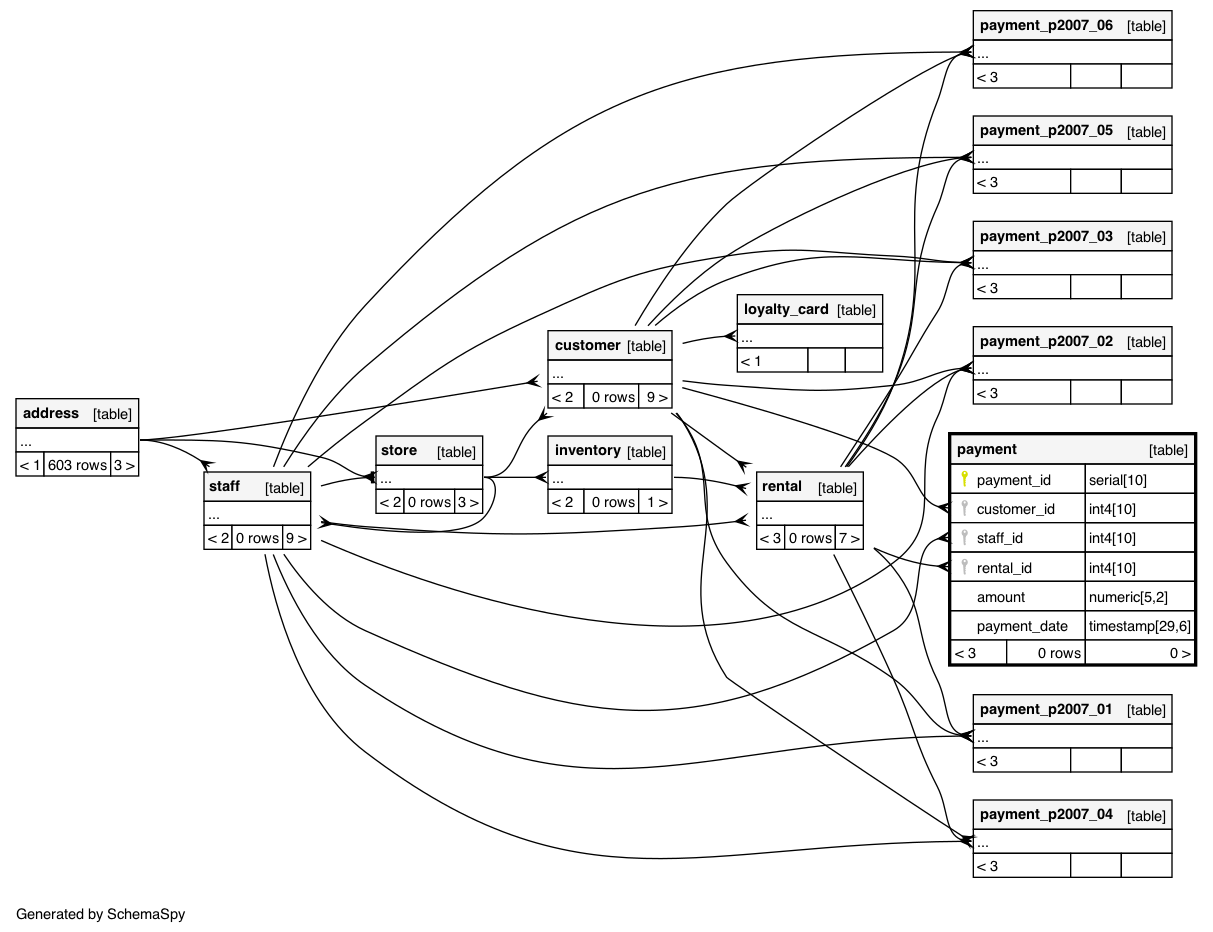 payment_p2007_06 [table]
...
< 3
payment_p2007_05 [table]
...
< 3
payment_p2007_03 [table]
...
< 3
loyalty_card [table]
...
< 1
payment_p2007_02 [table]
...
< 3
customer [table]
...
< 2 0 rows 9 >
address [table]
...
< 1 603 rows 3 >
store [table]
...
< 2 0 rows 3 >
inventory [table]
...
< 2 0 rows 1 >
staff [table]
...
< 2 0 rows 9 >
rental [table]
...
< 3 0 rows 7 >
payment [table]
payment_id serial[10]
customer_id int4[10]
staff_id int4[10]
rental_id int4[10]
amount numeric[5,2]
payment_date timestamp[29,6]
< 3 0 rows 0 >
payment_p2007_01 [table]
...
< 3
payment_p2007_04 [table]
...
< 3
Generated by SchemaSpy